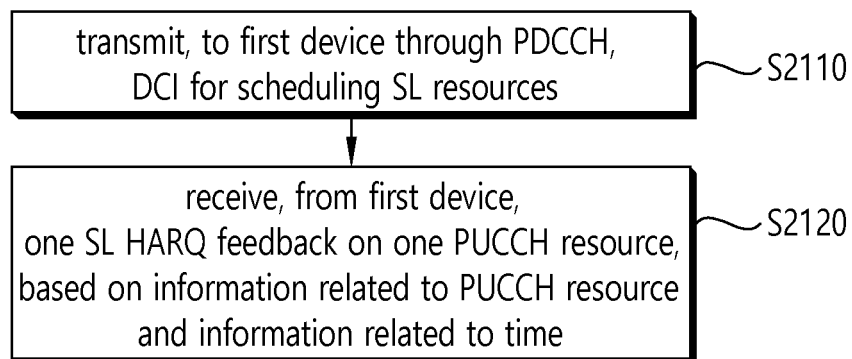 transmit, to first device through PDCCH,
DCI for scheduling SL resources
S2110
receive, from first device,
one SL HARQ feedback on one PUCCH resource,
based on information related to PUCCH resource
and information related to time
S2120